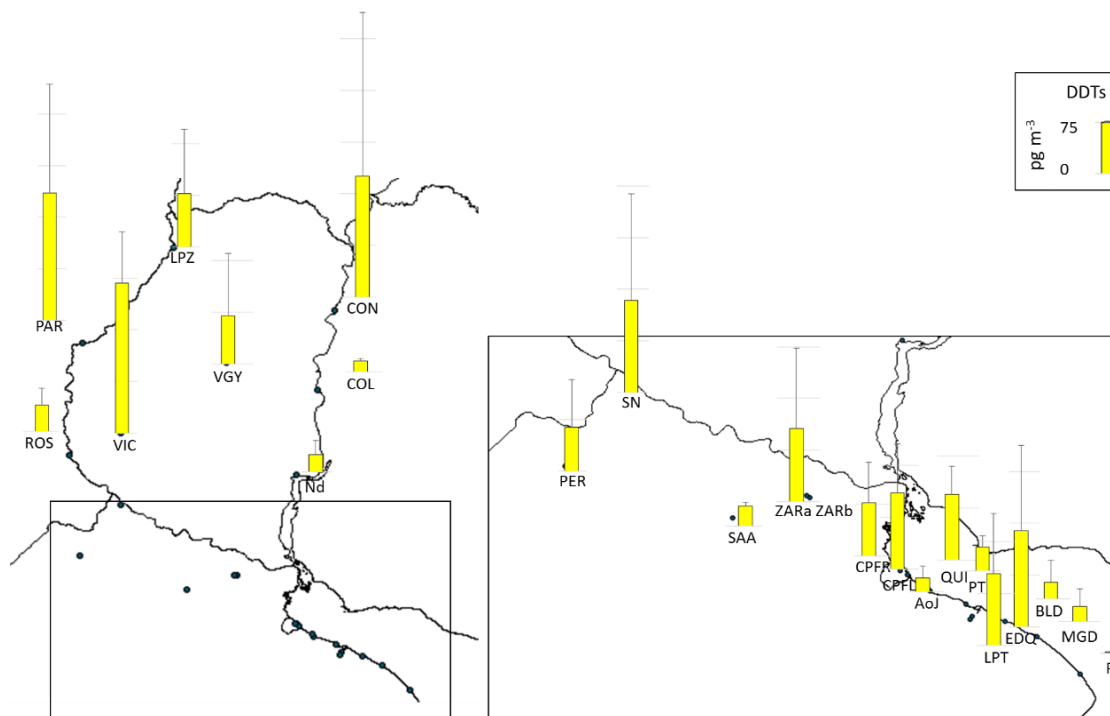 DDTs
75
pg m⁻³
0
LPZ
CON
PAR
VGY
COL
ROS
VIC
Nd
SN
PER
ZARa ZARb
SAA
CPFR
CPFL
QUI
PT
AoJ
BLD
MGD
EDQ
LPT